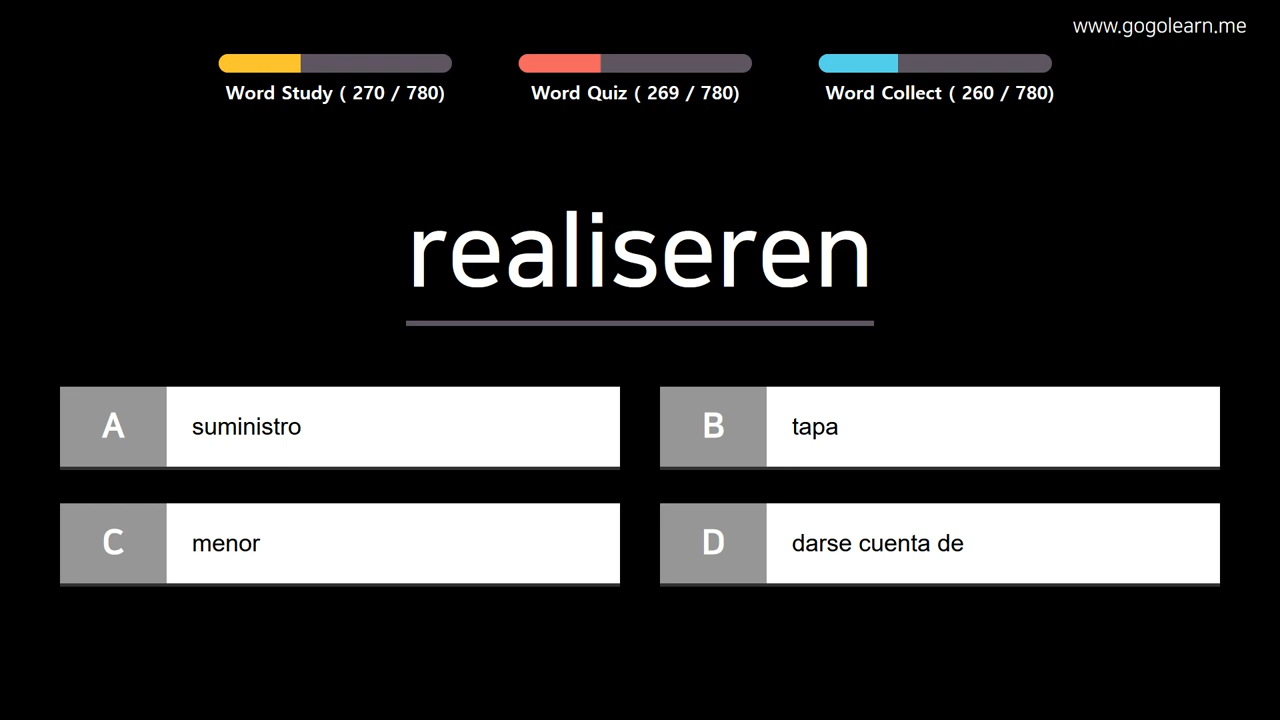 www.gogolearn.me
Word Study ( 270 / 780)
Word Quiz ( 269 / 780)
Word Collect ( 260 / 780)
realiseren
A suministro
B tapa
C menor
D darse cuenta de